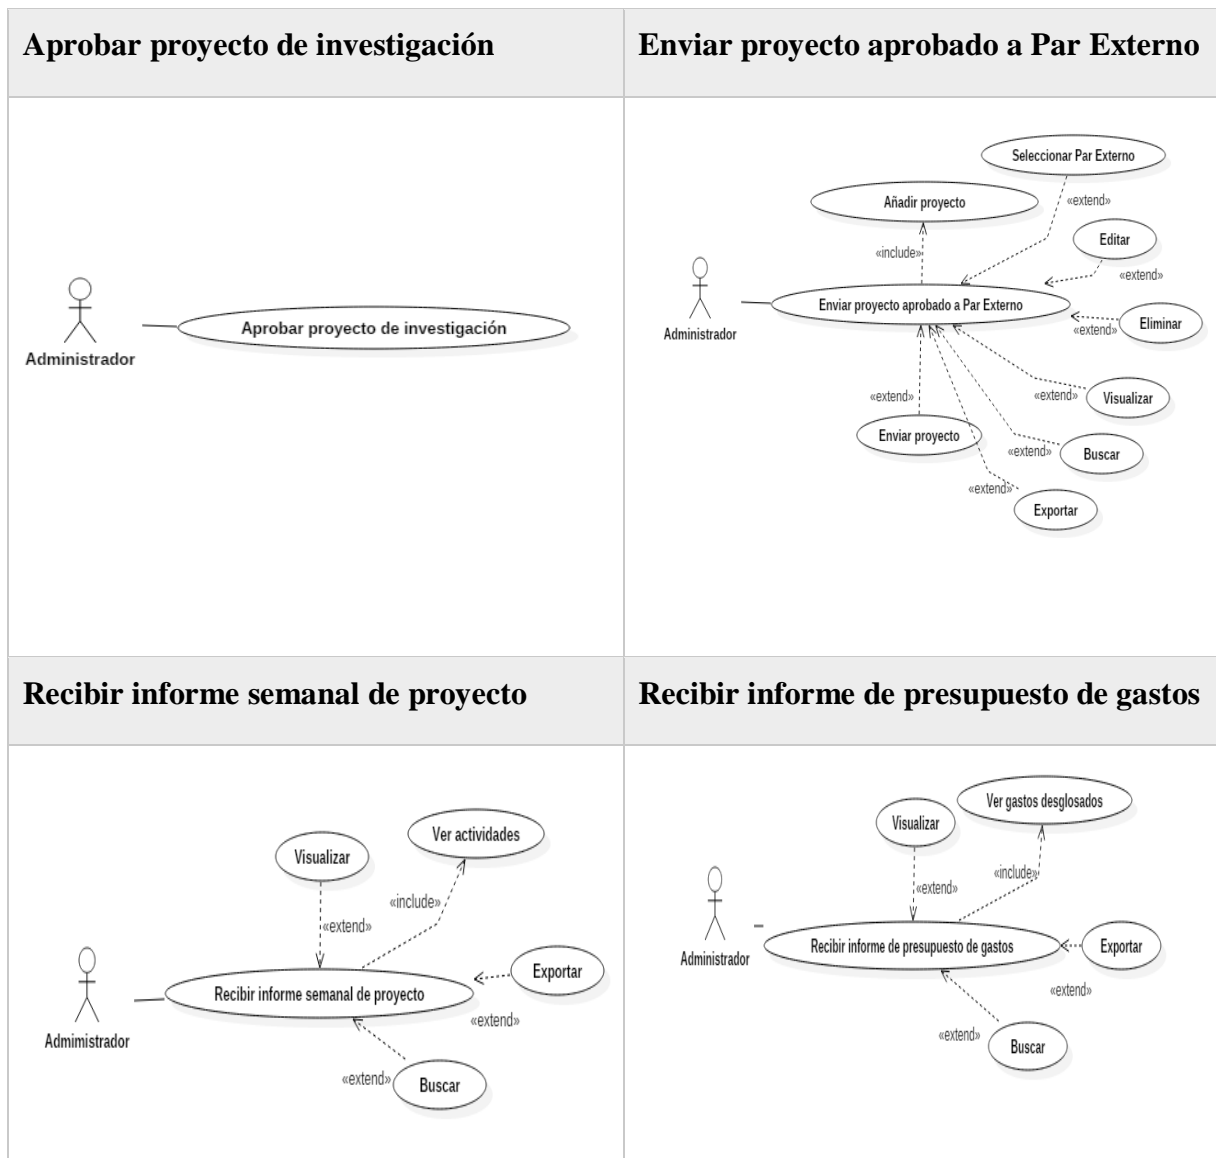 Aprobar proyecto de investigación
Enviar proyecto aprobado a Par Externo
Aprobar proyecto de investigación
Administrador
Seleccionar Par Externo
«extend»
Añadir proyecto
Editar
«include»
«extend»
Enviar proyecto aprobado a Par Externo
Administrador
Eliminar
«extend»
«extend»
«extend»
Visualizar
Enviar proyecto
«extend»
Buscar
«extend»
Exportar
Recibir informe semanal de proyecto
Recibir informe de presupuesto de gastos
Ver actividades
Visualizar
«include»
«extend»
Exportar
Recibir informe semanal de proyecto
«extend»
Admimistrador
«extend»
Buscar
Ver gastos desglosados
Visualizar
«include»
«extend»
Recibir informe de presupuesto de gastos
Exportar
Administrador
«extend»
«extend»
Buscar